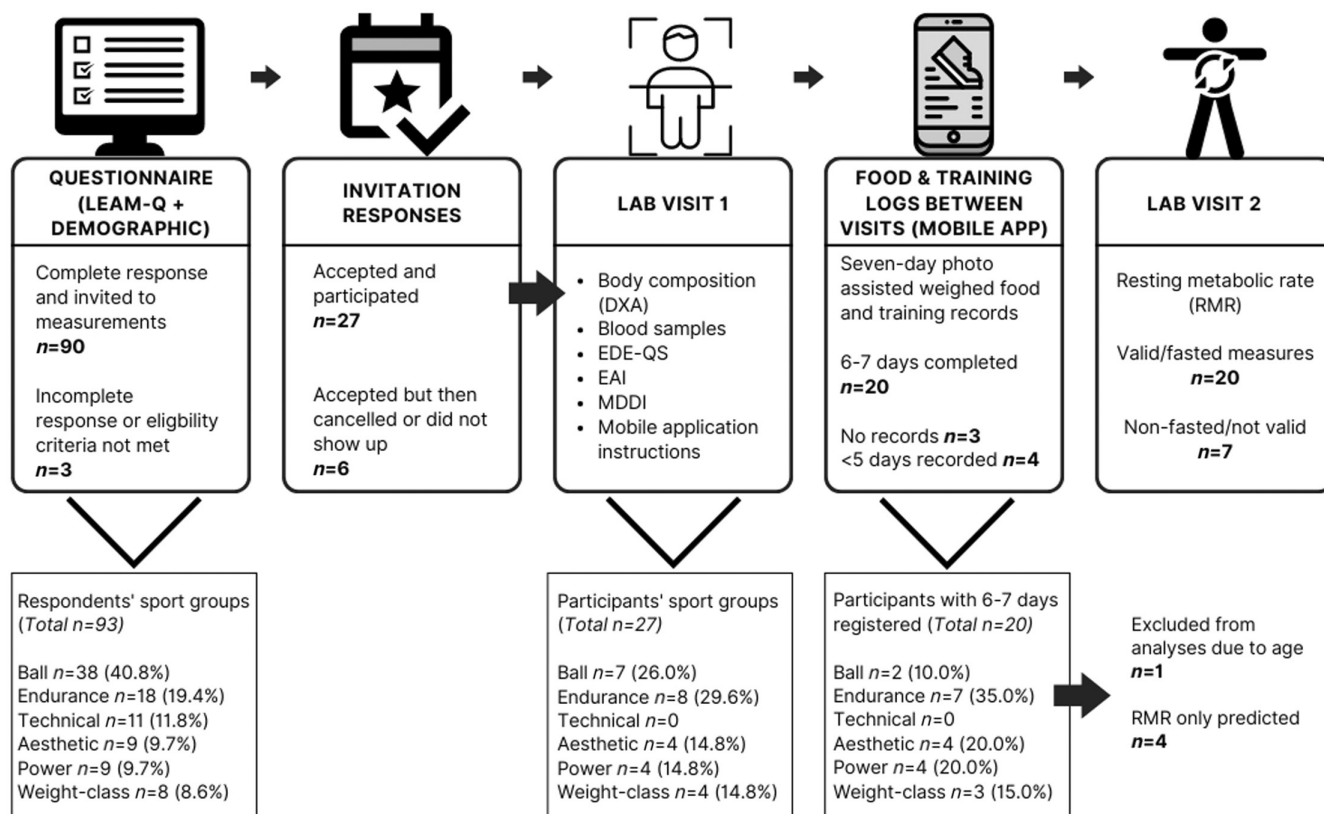 QUESTIONNAIRE
(LEAM-Q +
DEMOGRAPHIC)
Complete response
and invited to
measurements
n=90
Incomplete
response or eligbility
criteria not met
n=3
INVITATION
RESPONSES
Accepted and
participated
n=27
Accepted but then
cancelled or did not
show up
n=6
LAB VISIT 1
• Body composition
(DXA)
• Blood samples
• EDE-QS
• EAI
• MDDI
• Mobile application
instructions
FOOD & TRAINING
LOGS BETWEEN
VISITS (MOBILE APP)
Seven-day photo
assisted weighed food
and training records
6-7 days completed
n=20
No records n=3
<5 days recorded n=4
LAB VISIT 2
Resting metabolic rate
(RMR)
Valid/fasted measures
n=20
Non-fasted/not valid
n=7
Respondents' sport groups
(Total n=93)
Ball n=38 (40.8%)
Endurance n=18 (19.4%)
Technical n=11 (11.8%)
Aesthetic n=9 (9.7%)
Power n=9 (9.7%)
Weight-class n=8 (8.6%)
Participants' sport groups
(Total n=27)
Ball n=7 (26.0%)
Endurance n=8 (29.6%)
Technical n=0
Aesthetic n=4 (14.8%)
Power n=4 (14.8%)
Weight-class n=4 (14.8%)
Participants with 6-7 days
registered (Total n=20)
Ball n=2 (10.0%)
Endurance n=7 (35.0%)
Technical n=0
Aesthetic n=4 (20.0%)
Power n=4 (20.0%)
Weight-class n=3 (15.0%)
Excluded from
analyses due to age
n=1
RMR only predicted
n=4